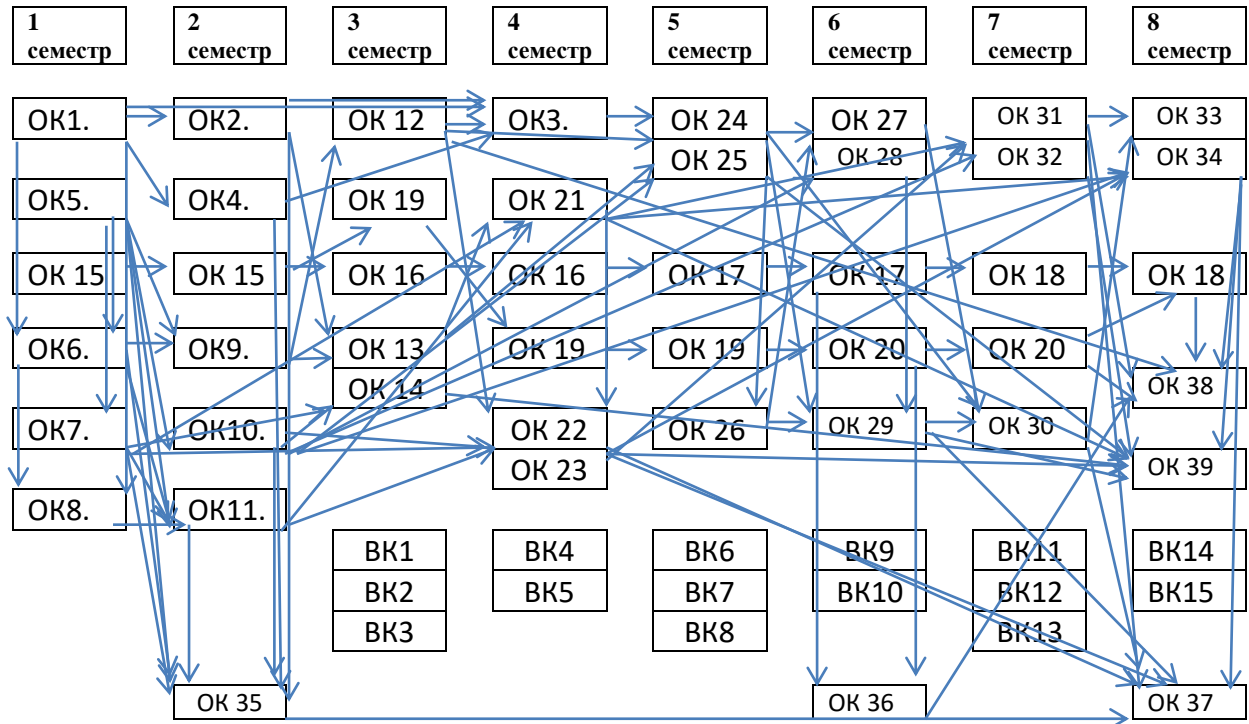 1 семестр
2 семестр
3 семестр
4 семестр
5 семестр
6 семестр
7 семестр
8 семестр
ОК1.
ОК2.
ОК 12
ОК3.
ОК 24
ОК 27
ОК 31
ОК 33
ОК 25
ОК 28
ОК 32
ОК 34
ОК5.
ОК4.
ОК 19
ОК 21
ОК 15
ОК 15
ОК 16
ОК 16
ОК 17
ОК 17
ОК 18
ОК 18
ОК6.
ОК9.
ОК 13
ОК 19
ОК 19
ОК 20
ОК 20
ОК 14
ОК 38
ОК7.
ОК10.
ОК 22
ОК 26
ОК 29
ОК 30
ОК 23
ОК 39
ОК8.
ОК11.
ВК1
ВК4
ВК6
ВК9
ВК11
ВК14
ВК2
ВК5
ВК7
ВК10
ВК12
ВК15
ВК3
ВК8
ВК13
ОК 35
ОК 36
ОК 37